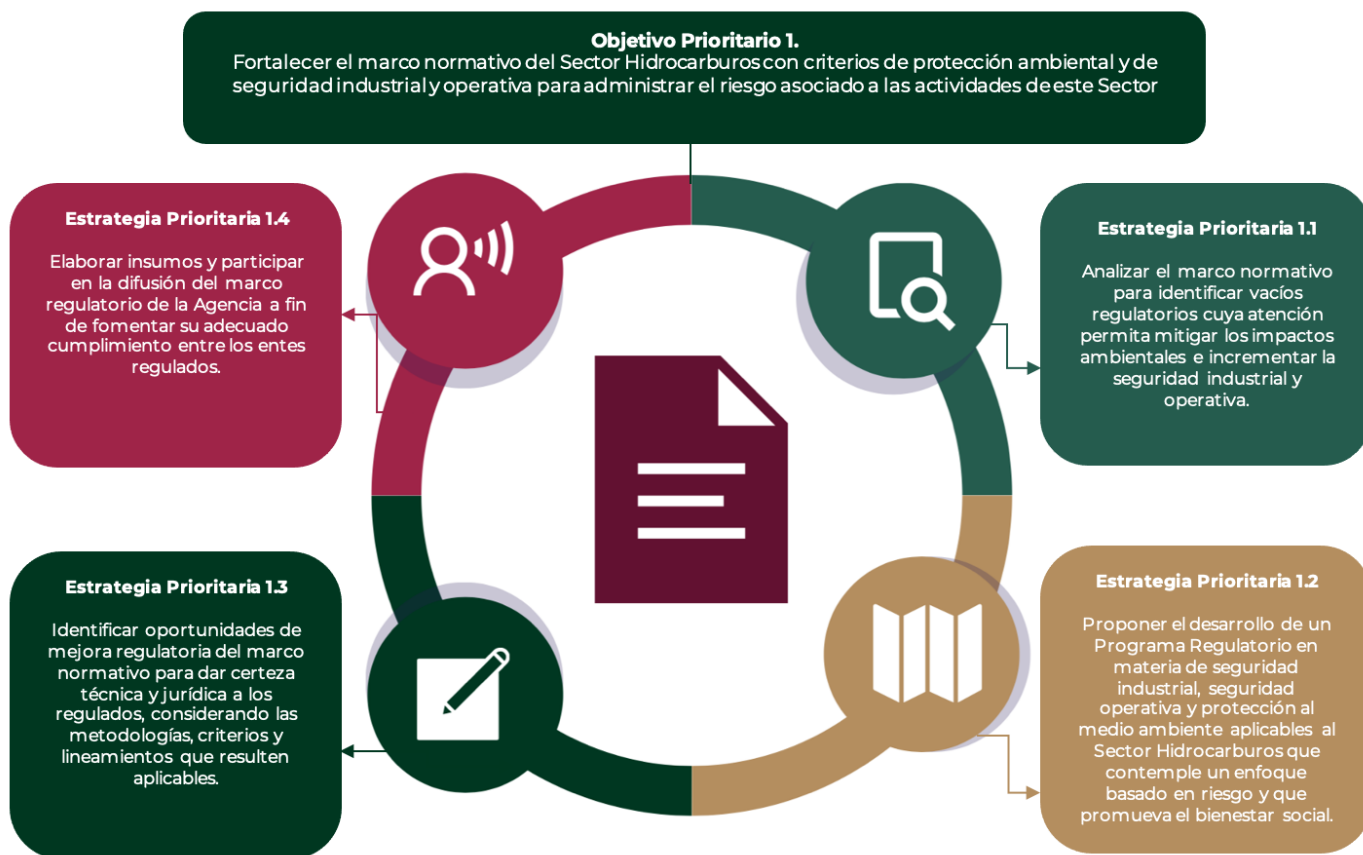 Objetivo Prioritario 1.
Fortalecer el marco normativo del Sector Hidrocarburos con criterios de protección ambiental y de
seguridad industrial y operativa para administrar el riesgo asociado a las actividades de este Sector
Estrategia Prioritaria 1.1
Analizar el marco normativo
para identificar vacíos
regulatorios cuya atención
permita mitigar los impactos
ambientales e incrementar la
seguridad industrial y
operativa.
Estrategia Prioritaria 1.2
Proponer el desarrollo de un
Programa Regulatorio en
materia de seguridad
industrial, seguridad
operativa y protección al
medio ambiente aplicables al
Sector Hidrocarburos que
contemple un enfoque
basado en riesgo y que
promueva el bienestar social.
Estrategia Prioritaria 1.3
Identificar oportunidades de
mejora regulatoria del marco
normativo para dar certeza
técnica y jurídica a los
regulados, considerando las
metodologías, criterios y
lineamientos que resulten
aplicables.
Estrategia Prioritaria 1.4
Elaborar insumos y participar
en la difusión del marco
regulatorio de la Agencia a fin
de fomentar su adecuado
cumplimiento entre los entes
regulados.